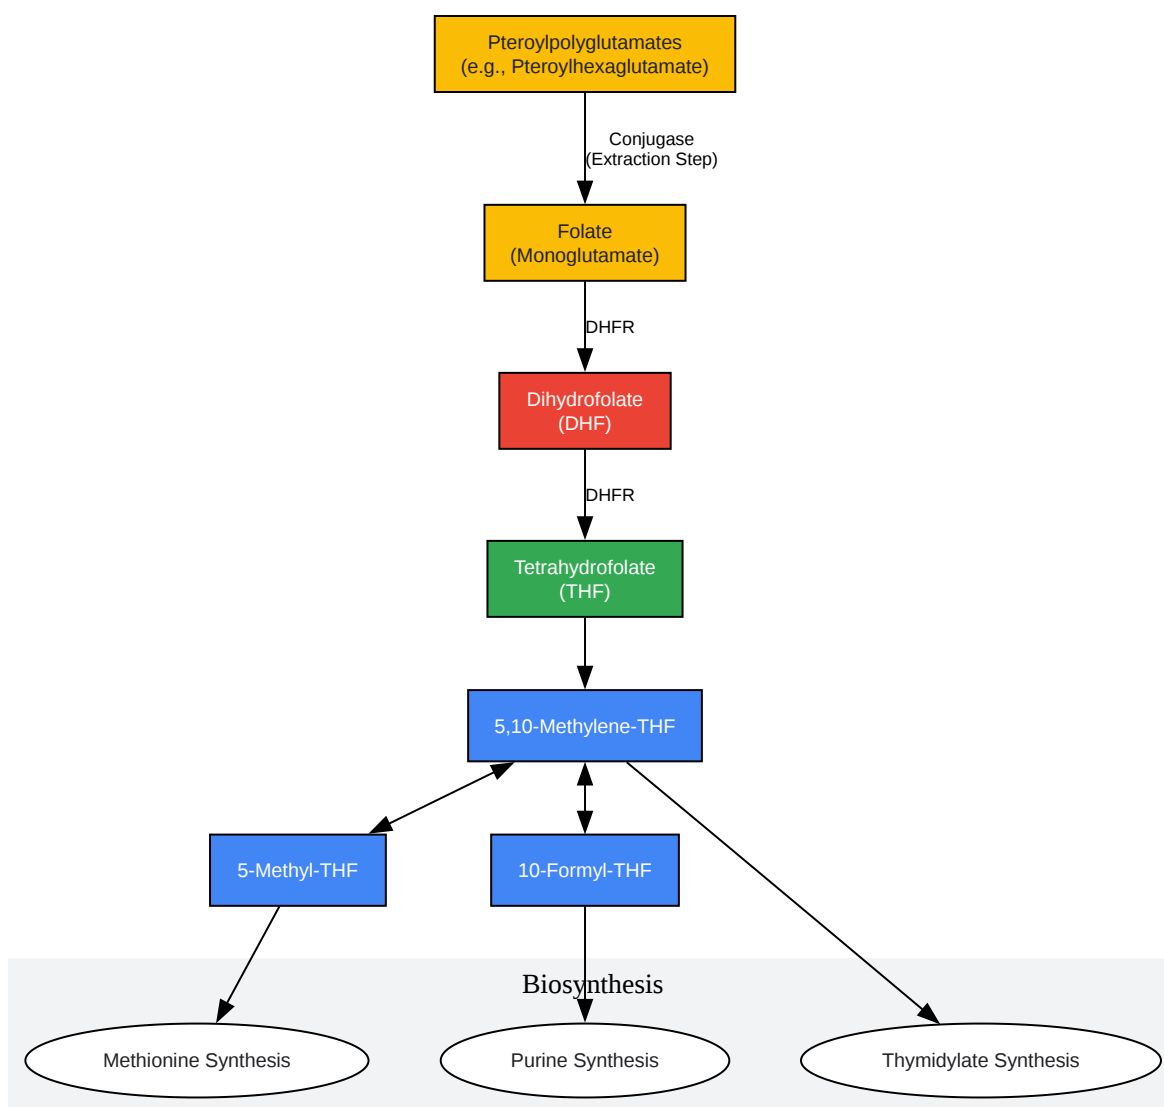 Pteroylpolyglutamates
(e.g., Pteroylhexaglutamate)
Conjugase
(Extraction Step)
Folate
(Monoglutamate)
DHFR
Dihydrofolate
(DHF)
DHFR
Tetrahydrofolate
(THF)
5,10-Methylene-THF
5-Methyl-THF
10-Formyl-THF
Biosynthesis
Methionine Synthesis
Purine Synthesis
Thymidylate Synthesis